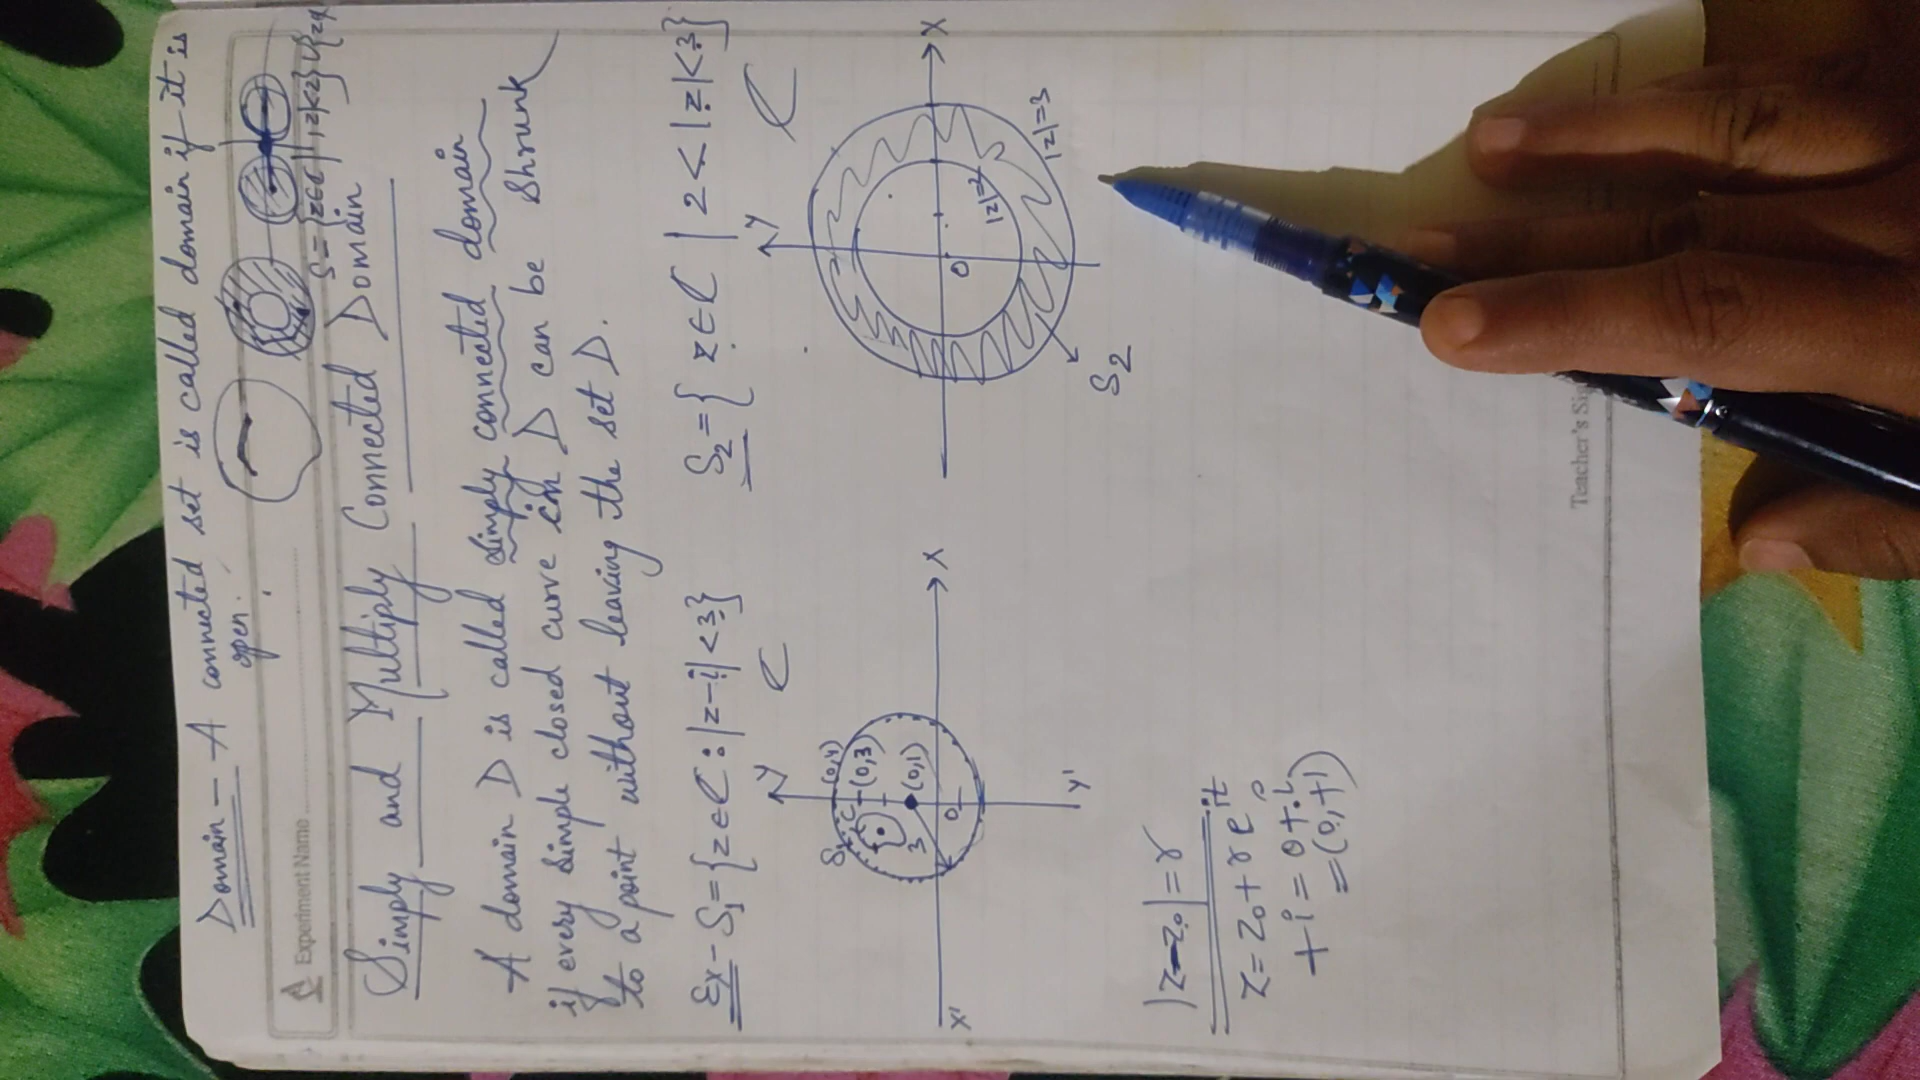 Domain - A connected set is called domain if it is
open.
Experiment Name
S = {z∈C | |z|<2} U {|z
Simply and Multiply Connected Domain
A domain D is called simply connected domain
if every simple closed curve in D can be shrunk
to a point without leaving the set D.
Ex - S₁ = {z∈C : |z-i| < 3} S₂ = { z∈C | 2 < |z| < 3}
C
C
Y
(0,4)
(0,3)
(0,1)
S₁
C
3
0
X'
X
Y'
Y
X
0
|z|=2
|z|=3
S₂
|z-z₀| = r
z = z₀ + r e^it
+i = 0 + i.
= (0, +1)
Teacher's Si